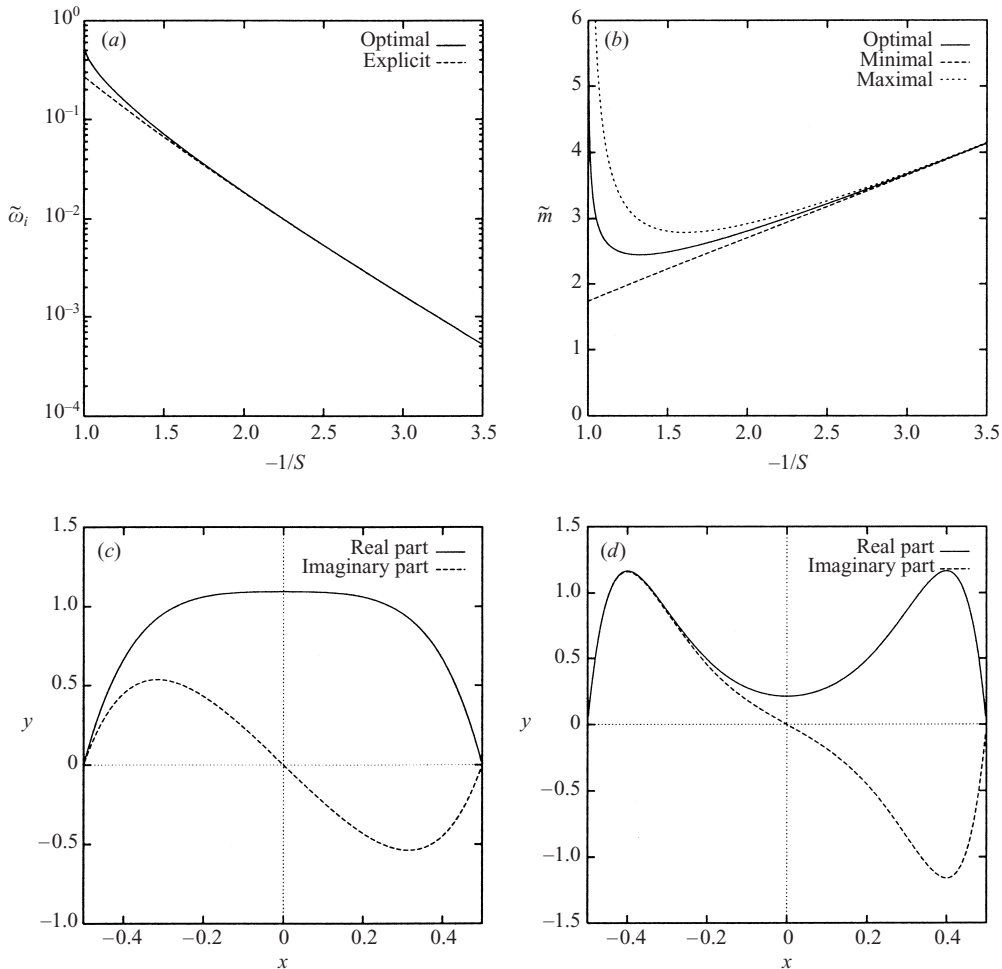 (a)
Optimal
Explicit
10^0
10^−1
10^−2
10^−3
10^−4
ω̃_i
1.0 1.5 2.0 2.5 3.0 3.5
−1/S
(b)
Optimal
Minimal
Maximal
6
5
4
3
2
1
0
m̃
1.0 1.5 2.0 2.5 3.0 3.5
−1/S
(c)
Real part
Imaginary part
1.5
1.0
0.5
0
−0.5
−1.0
y
−0.4 −0.2 0 0.2 0.4
x
(d)
Real part
Imaginary part
1.5
1.0
0.5
0
−0.5
−1.0
−1.5
y
−0.4 −0.2 0 0.2 0.4
x